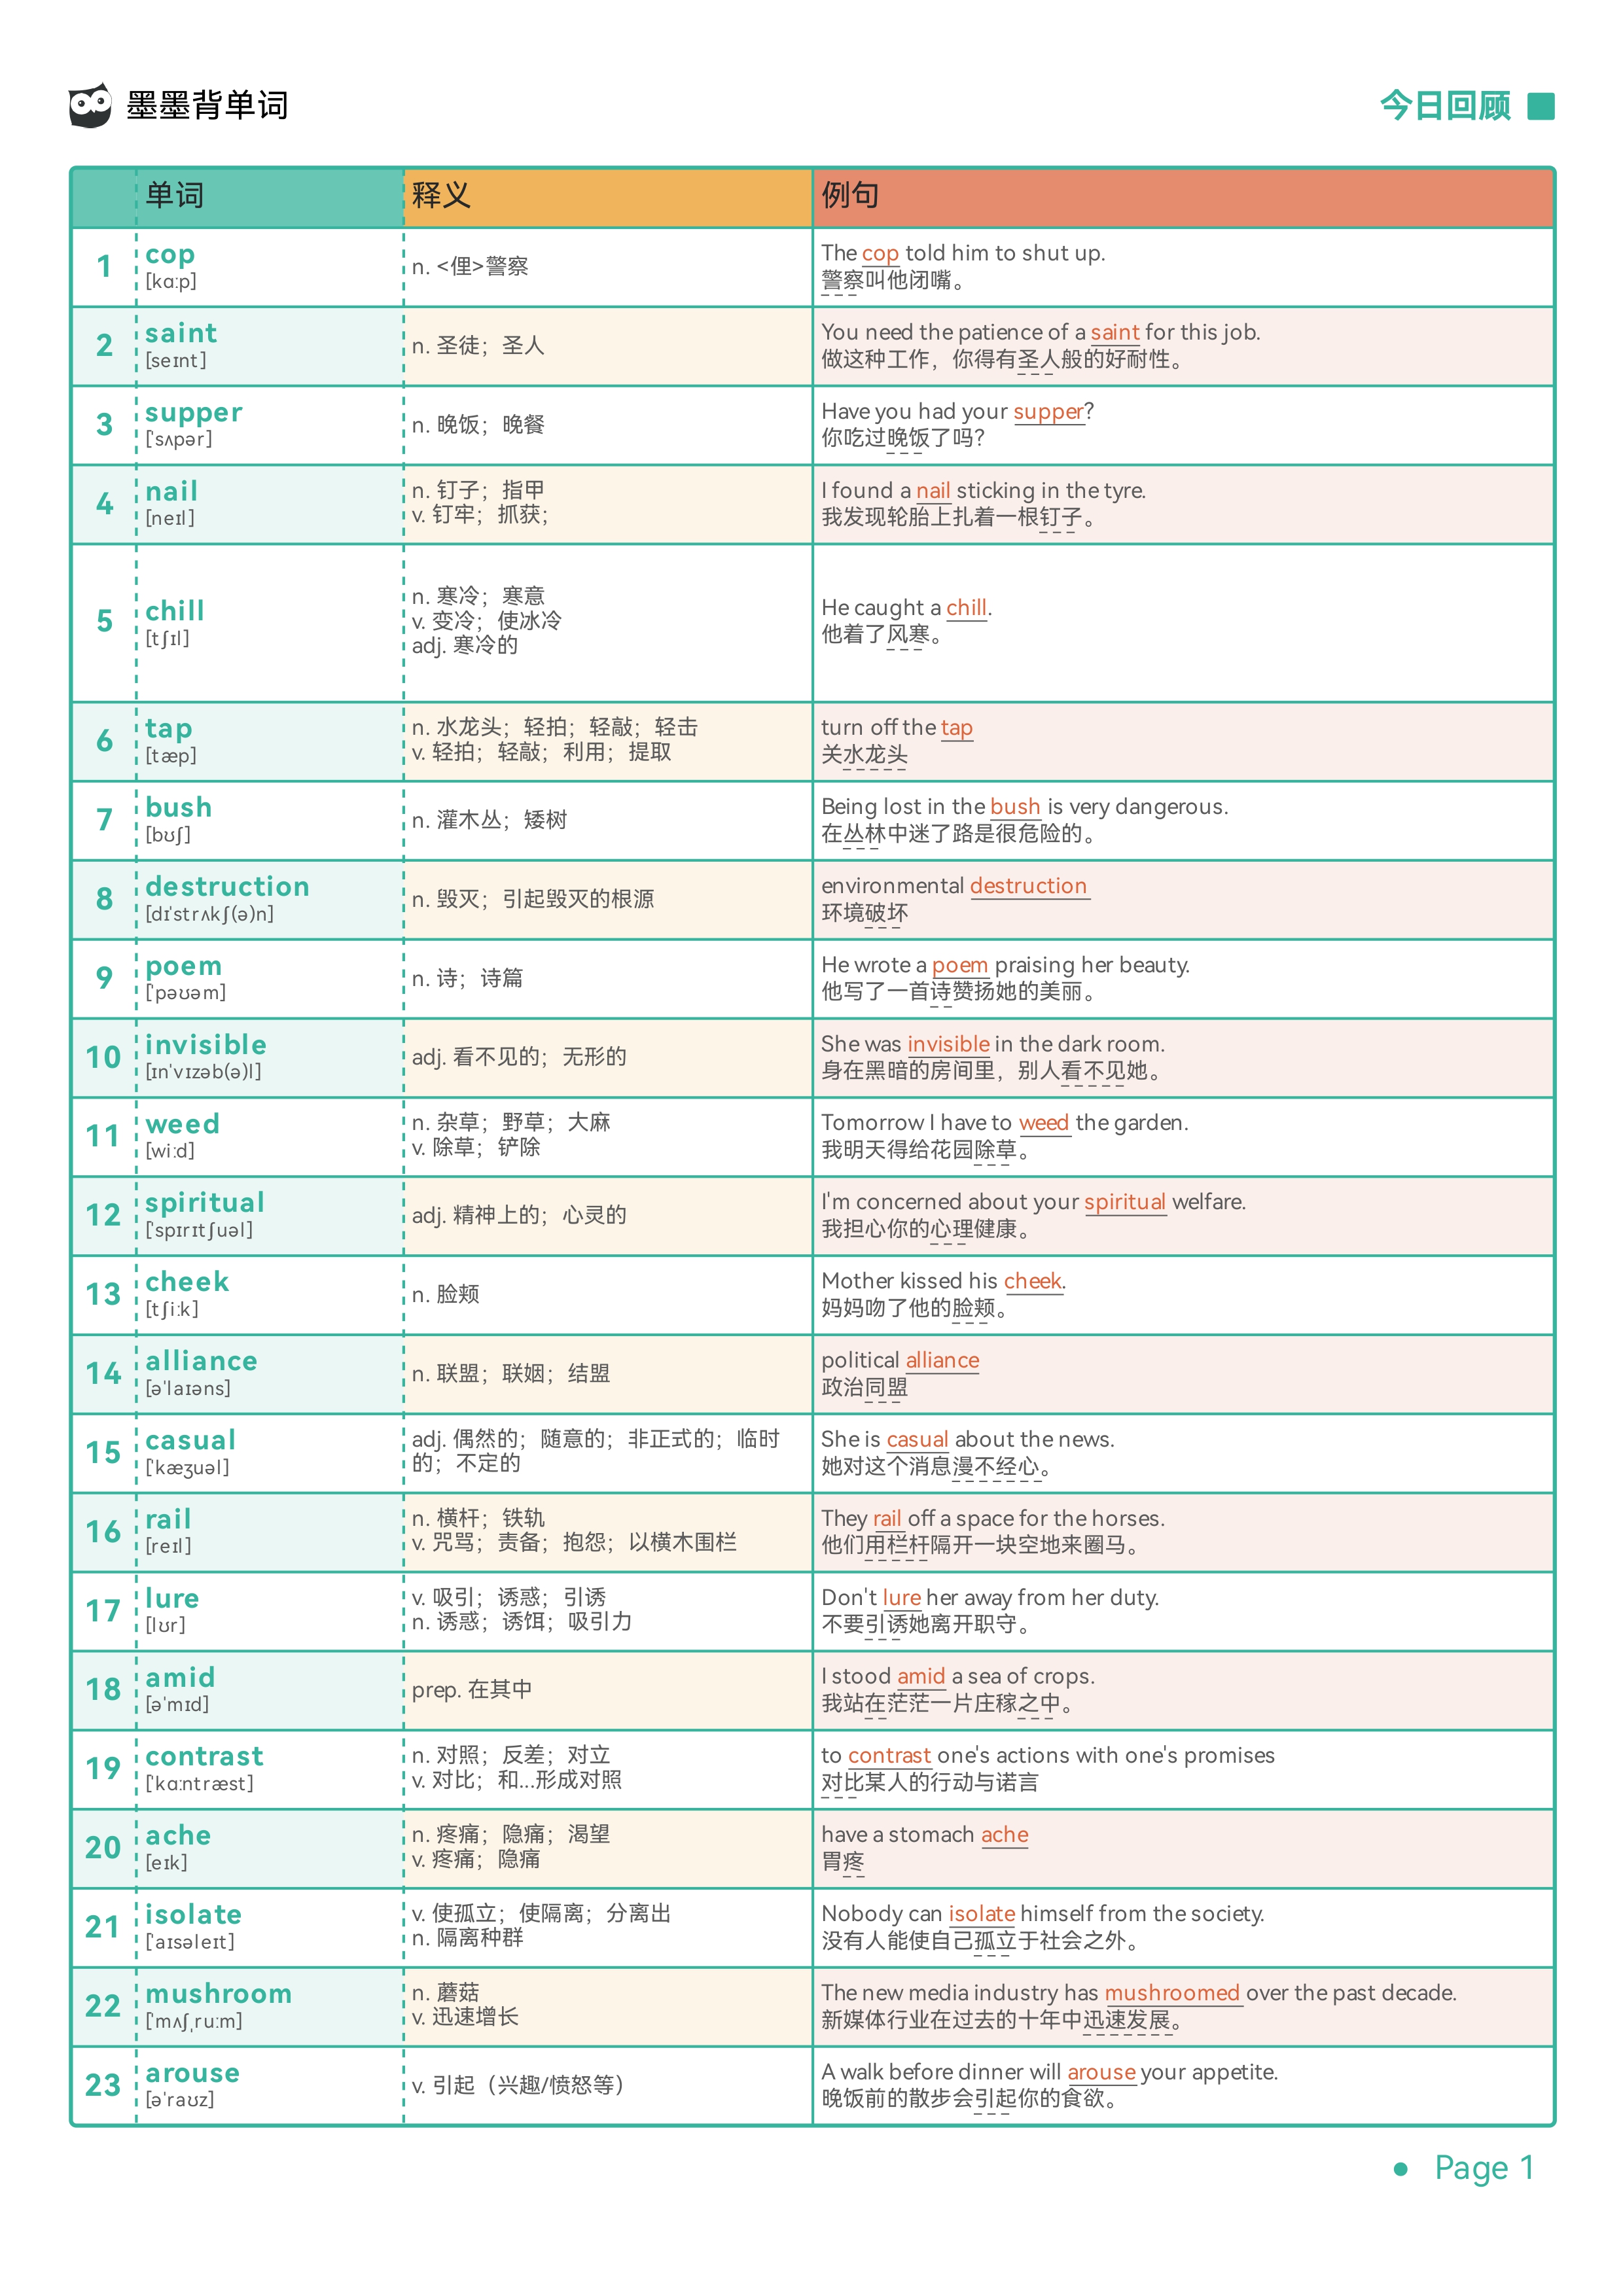 墨墨背单词
今日回顾
单词 释义 例句
1 cop [kɑːp] n. <俚>警察 The cop told him to shut up.
警察叫他闭嘴。
2 saint [seɪnt] n. 圣徒；圣人 You need the patience of a saint for this job.
做这种工作，你得有圣人般的好耐性。
3 supper [ˈsʌpər] n. 晚饭；晚餐 Have you had your supper?
你吃过晚饭了吗？
4 nail [neɪl] n. 钉子；指甲
v. 钉牢；抓获；
I found a nail sticking in the tyre.
我发现轮胎上扎着一根钉子。
5 chill [tʃɪl] n. 寒冷；寒意
v. 变冷；使冰冷
adj. 寒冷的
He caught a chill.
他着了风寒。
6 tap [tæp] n. 水龙头；轻拍；轻敲；轻击
v. 轻拍；轻敲；利用；提取
turn off the tap
关水龙头
7 bush [bʊʃ] n. 灌木丛；矮树 Being lost in the bush is very dangerous.
在丛林中迷了路是很危险的。
8 destruction [dɪˈstrʌkʃ(ə)n] n. 毁灭；引起毁灭的根源 environmental destruction
环境破坏
9 poem [ˈpəʊəm] n. 诗；诗篇 He wrote a poem praising her beauty.
他写了一首诗赞扬她的美丽。
10 invisible [ɪnˈvɪzəb(ə)l] adj. 看不见的；无形的 She was invisible in the dark room.
身在黑暗的房间里，别人看不见她。
11 weed [wiːd] n. 杂草；野草；大麻
v. 除草；铲除
Tomorrow I have to weed the garden.
我明天得给花园除草。
12 spiritual [ˈspɪrɪtʃuəl] adj. 精神上的；心灵的 I'm concerned about your spiritual welfare.
我担心你的心理健康。
13 cheek [tʃiːk] n. 脸颊 Mother kissed his cheek.
妈妈吻了他的脸颊。
14 alliance [əˈlaɪəns] n. 联盟；联姻；结盟 political alliance
政治同盟
15 casual [ˈkæʒuəl] adj. 偶然的；随意的；非正式的；临时
的；不定的
She is casual about the news.
她对这个消息漫不经心。
16 rail [reɪl] n. 横杆；铁轨
v. 咒骂；责备；抱怨；以横木围栏
They rail off a space for the horses.
他们用栏杆隔开一块空地来圈马。
17 lure [lʊr] v. 吸引；诱惑；引诱
n. 诱惑；诱饵；吸引力
Don't lure her away from her duty.
不要引诱她离开职守。
18 amid [əˈmɪd] prep. 在其中 I stood amid a sea of crops.
我站在茫茫一片庄稼之中。
19 contrast [ˈkɑːntræst] n. 对照；反差；对立
v. 对比；和...形成对照
to contrast one's actions with one's promises
对比某人的行动与诺言
20 ache [eɪk] n. 疼痛；隐痛；渴望
v. 疼痛；隐痛
have a stomach ache
胃疼
21 isolate [ˈaɪsəleɪt] v. 使孤立；使隔离；分离出
n. 隔离种群
Nobody can isolate himself from the society.
没有人能使自己孤立于社会之外。
22 mushroom [ˈmʌʃˌruːm] n. 蘑菇
v. 迅速增长
The new media industry has mushroomed over the past decade.
新媒体行业在过去的十年中迅速发展。
23 arouse [əˈraʊz] v. 引起（兴趣/愤怒等） A walk before dinner will arouse your appetite.
晚饭前的散步会引起你的食欲。
• Page 1